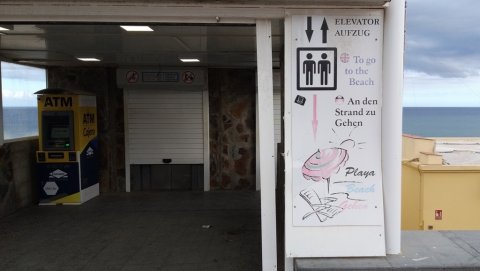 ELEVATOR
AUFZUG
To go
to the
Beach
An den
Strand zu
Gehen
Playa
Beach
ATM
ATM